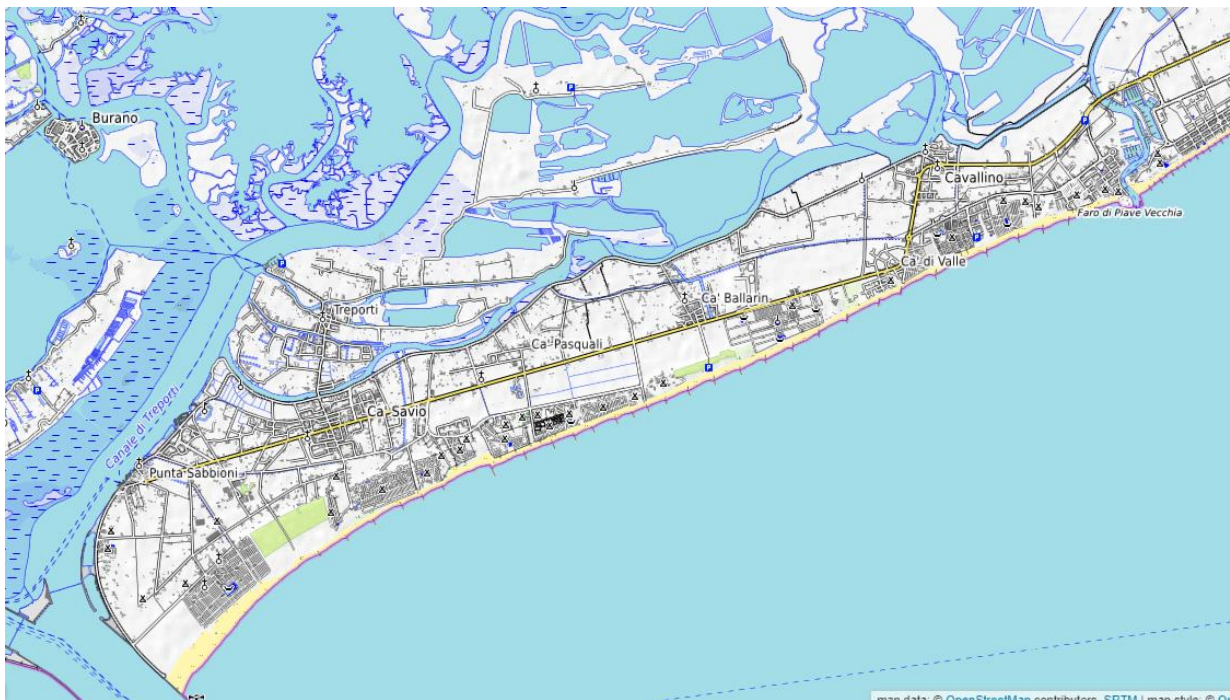 Burano
Cavallino
Faro di Piave Vecchia
Ca' di Valle
Ca' Ballarin
Treporti
Ca' Pasquali
Ca' Savio
Canale di Treporti
Punta Sabbioni
P
P
P
P
P
P
map data: © OpenStreetMap contributors, SRTM | map style: ©